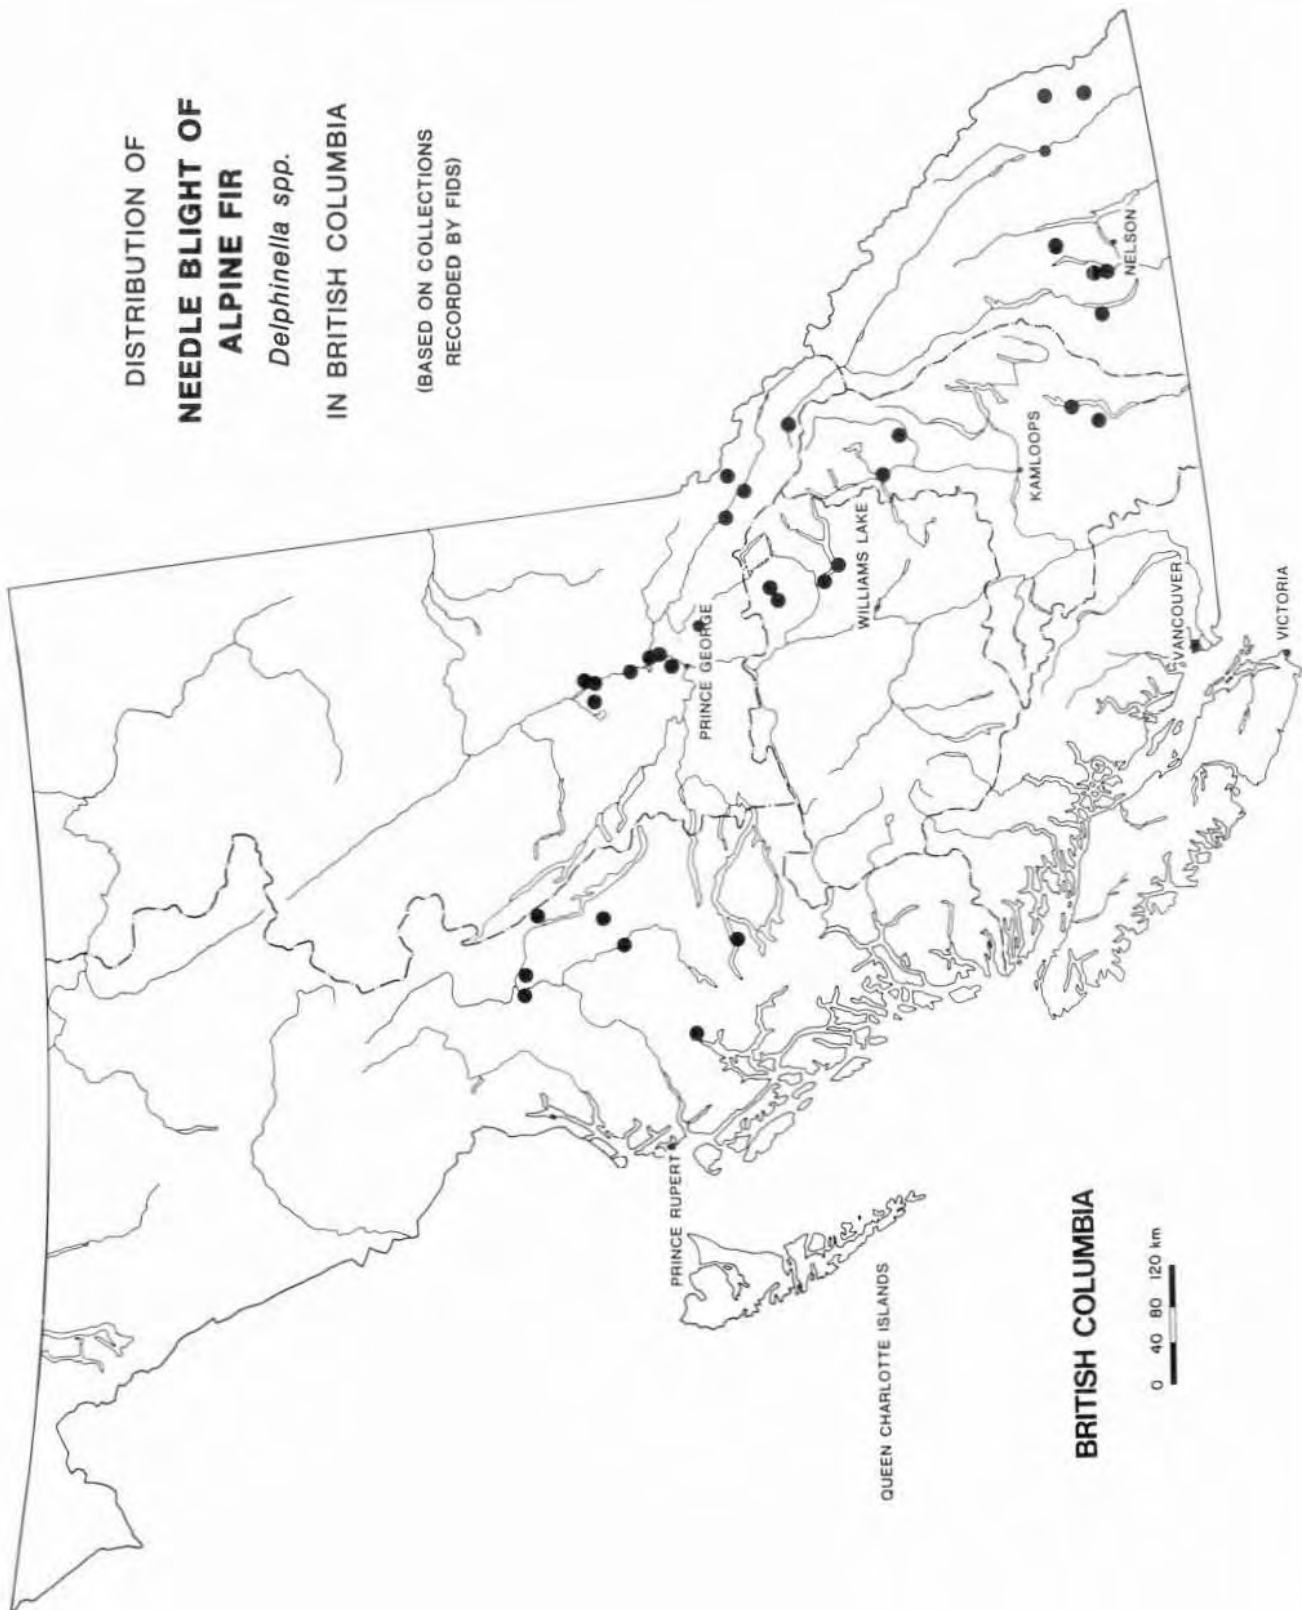 DISTRIBUTION OF
NEEDLE BLIGHT OF
ALPINE FIR
Delphinella spp.
IN BRITISH COLUMBIA
(BASED ON COLLECTIONS
RECORDED BY FIDS)
PRINCE RUPERT
PRINCE GEORGE
QUEEN CHARLOTTE ISLANDS
WILLIAMS LAKE
KAMLOOPS
NELSON
VANCOUVER
VICTORIA
BRITISH COLUMBIA
0 40 80 120 km